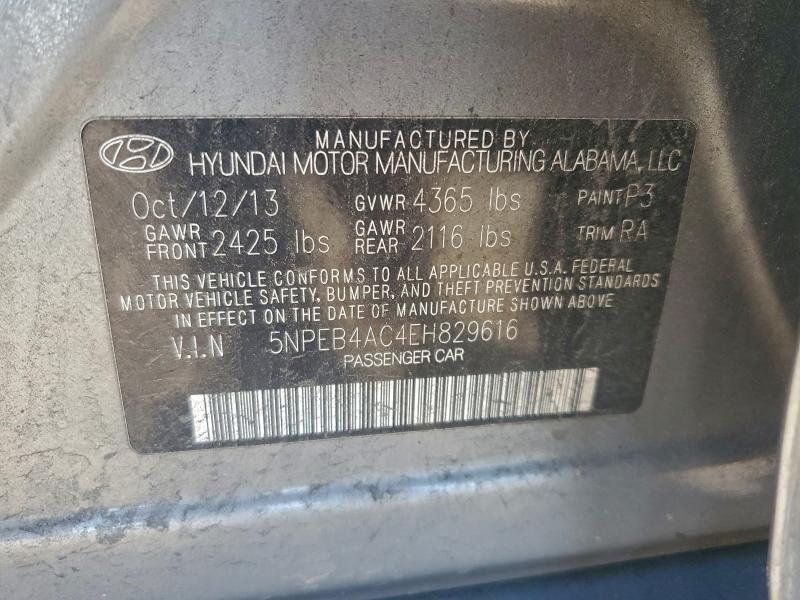 MANUFACTURED BY
HYUNDAI MOTOR MANUFACTURING ALABAMA, LLC
Oct/12/13 GVWR 4365 lbs PAINT P3
GAWR FRONT 2425 lbs GAWR REAR 2116 lbs TRIM RA
THIS VEHICLE CONFORMS TO ALL APPLICABLE U.S.A. FEDERAL
MOTOR VEHICLE SAFETY, BUMPER, AND THEFT PREVENTION STANDARDS
IN EFFECT ON THE DATE OF MANUFACTURE SHOWN ABOVE
V.I.N 5NPEB4AC4EH829616
PASSENGER CAR